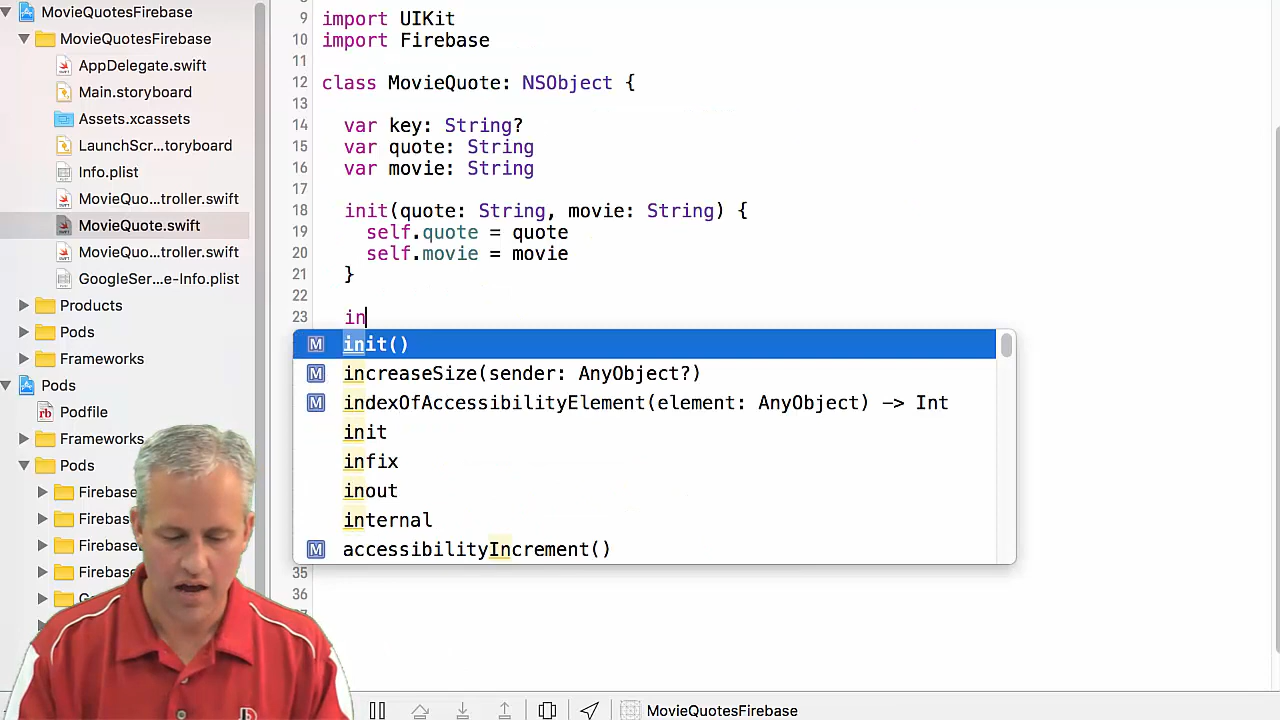 MovieQuotesFirebase
MovieQuotesFirebase
AppDelegate.swift
Main.storyboard
Assets.xcassets
LaunchScr...toryboard
Info.plist
MovieQuo...troller.swift
MovieQuote.swift
MovieQuo...troller.swift
GoogleSer...e-Info.plist
Products
Pods
Frameworks
Pods
Podfile
Frameworks
Pods
Firebase
Firebas
Firebas
Firebas
9 import UIKit
10 import Firebase
11
12 class MovieQuote: NSObject {
13
14 var key: String?
15 var quote: String
16 var movie: String
17
18 init(quote: String, movie: String) {
19 self.quote = quote
20 self.movie = movie
21 }
22
23 in
M init()
M increaseSize(sender: AnyObject?)
M indexOfAccessibilityElement(element: AnyObject) -> Int
init
infix
inout
internal
M accessibilityIncrement()
35
36
MovieQuotesFirebase